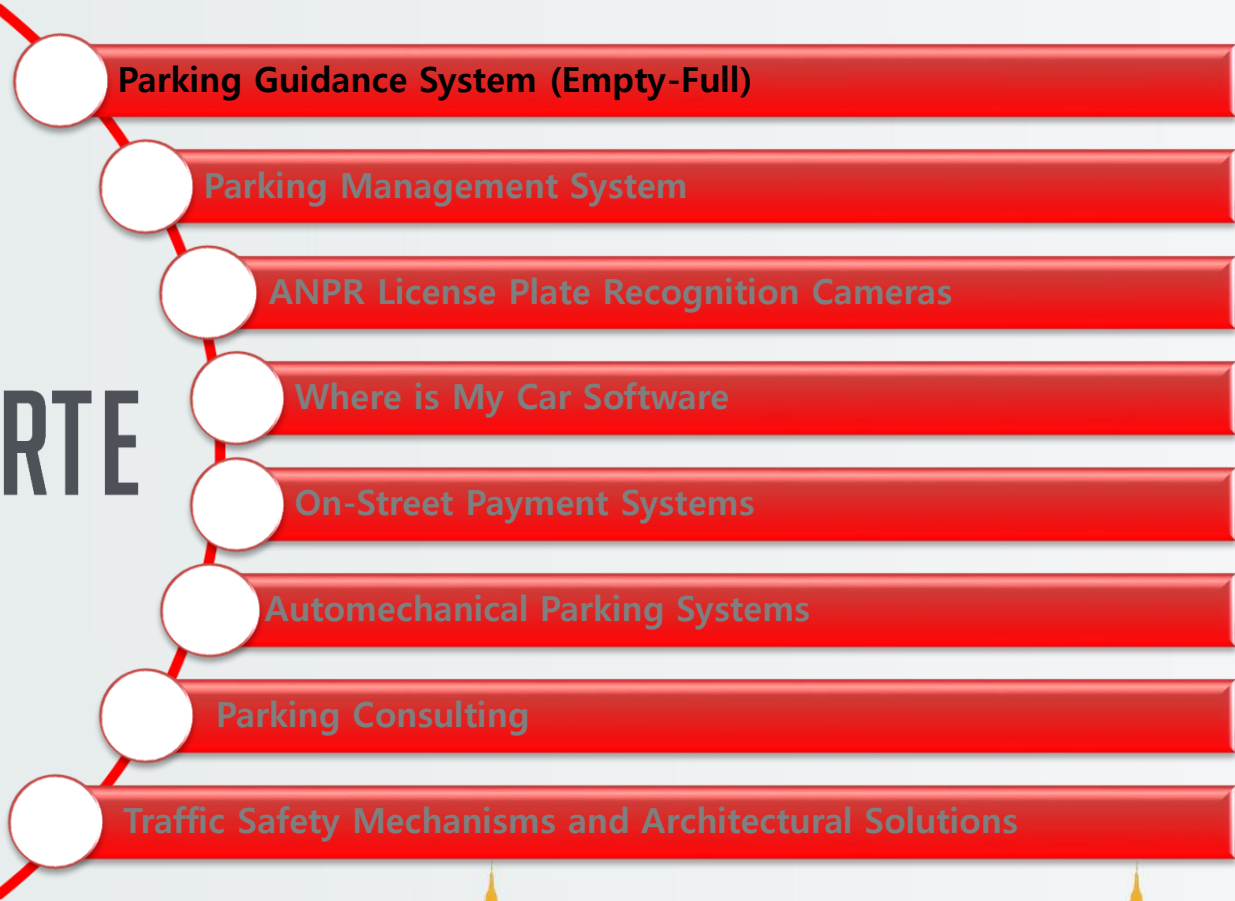 Parking Guidance System (Empty-Full)
Parking Management System
ANPR License Plate Recognition Cameras
Where is My Car Software
RTE
On-Street Payment Systems
Automechanical Parking Systems
Parking Consulting
Traffic Safety Mechanisms and Architectural Solutions